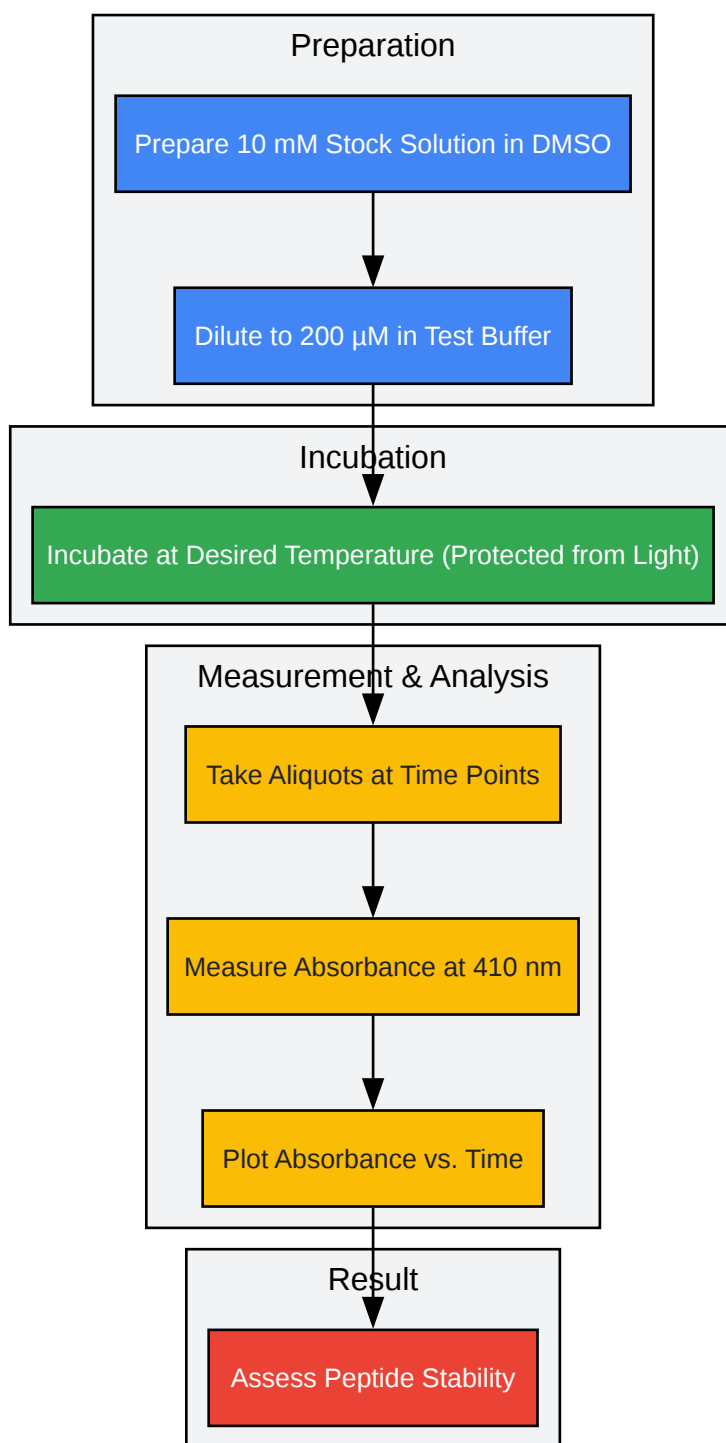 Preparation
Prepare 10 mM Stock Solution in DMSO
Dilute to 200 µM in Test Buffer
Incubation
Incubate at Desired Temperature (Protected from Light)
Measurement & Analysis
Take Aliquots at Time Points
Measure Absorbance at 410 nm
Plot Absorbance vs. Time
Result
Assess Peptide Stability